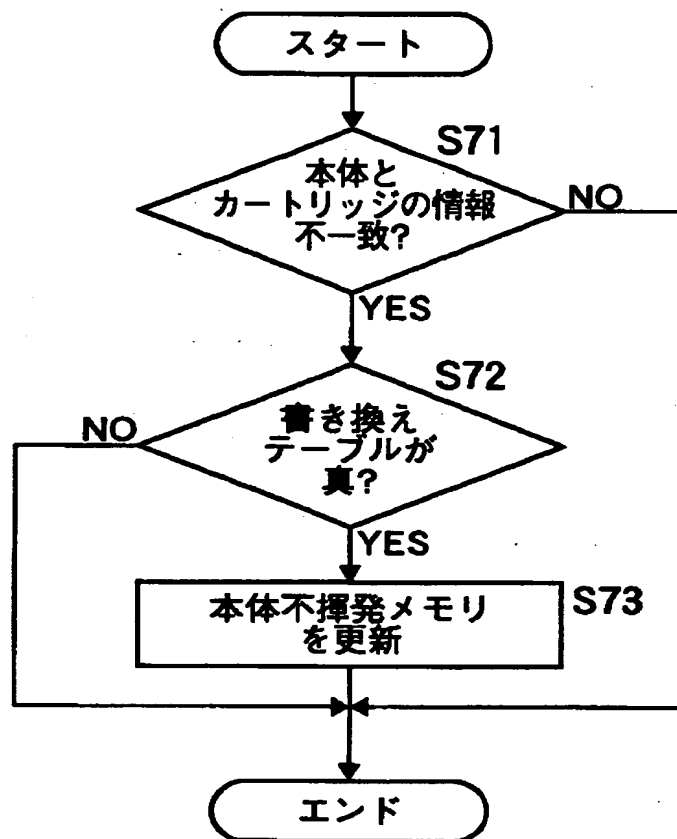 スタート
S71
本体と
カートリッジの情報
不一致?
NO
YES
S72
書き換え
テーブルが
真?
NO
YES
本体不揮発メモリ
を更新
S73
エンド